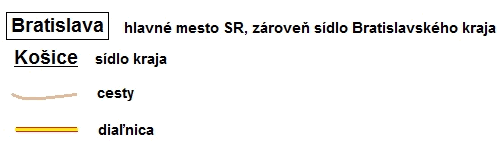 Bratislava hlavné mesto SR, zároveň sídlo Bratislavského kraja
Košice sídlo kraja
cesty
diaľnica